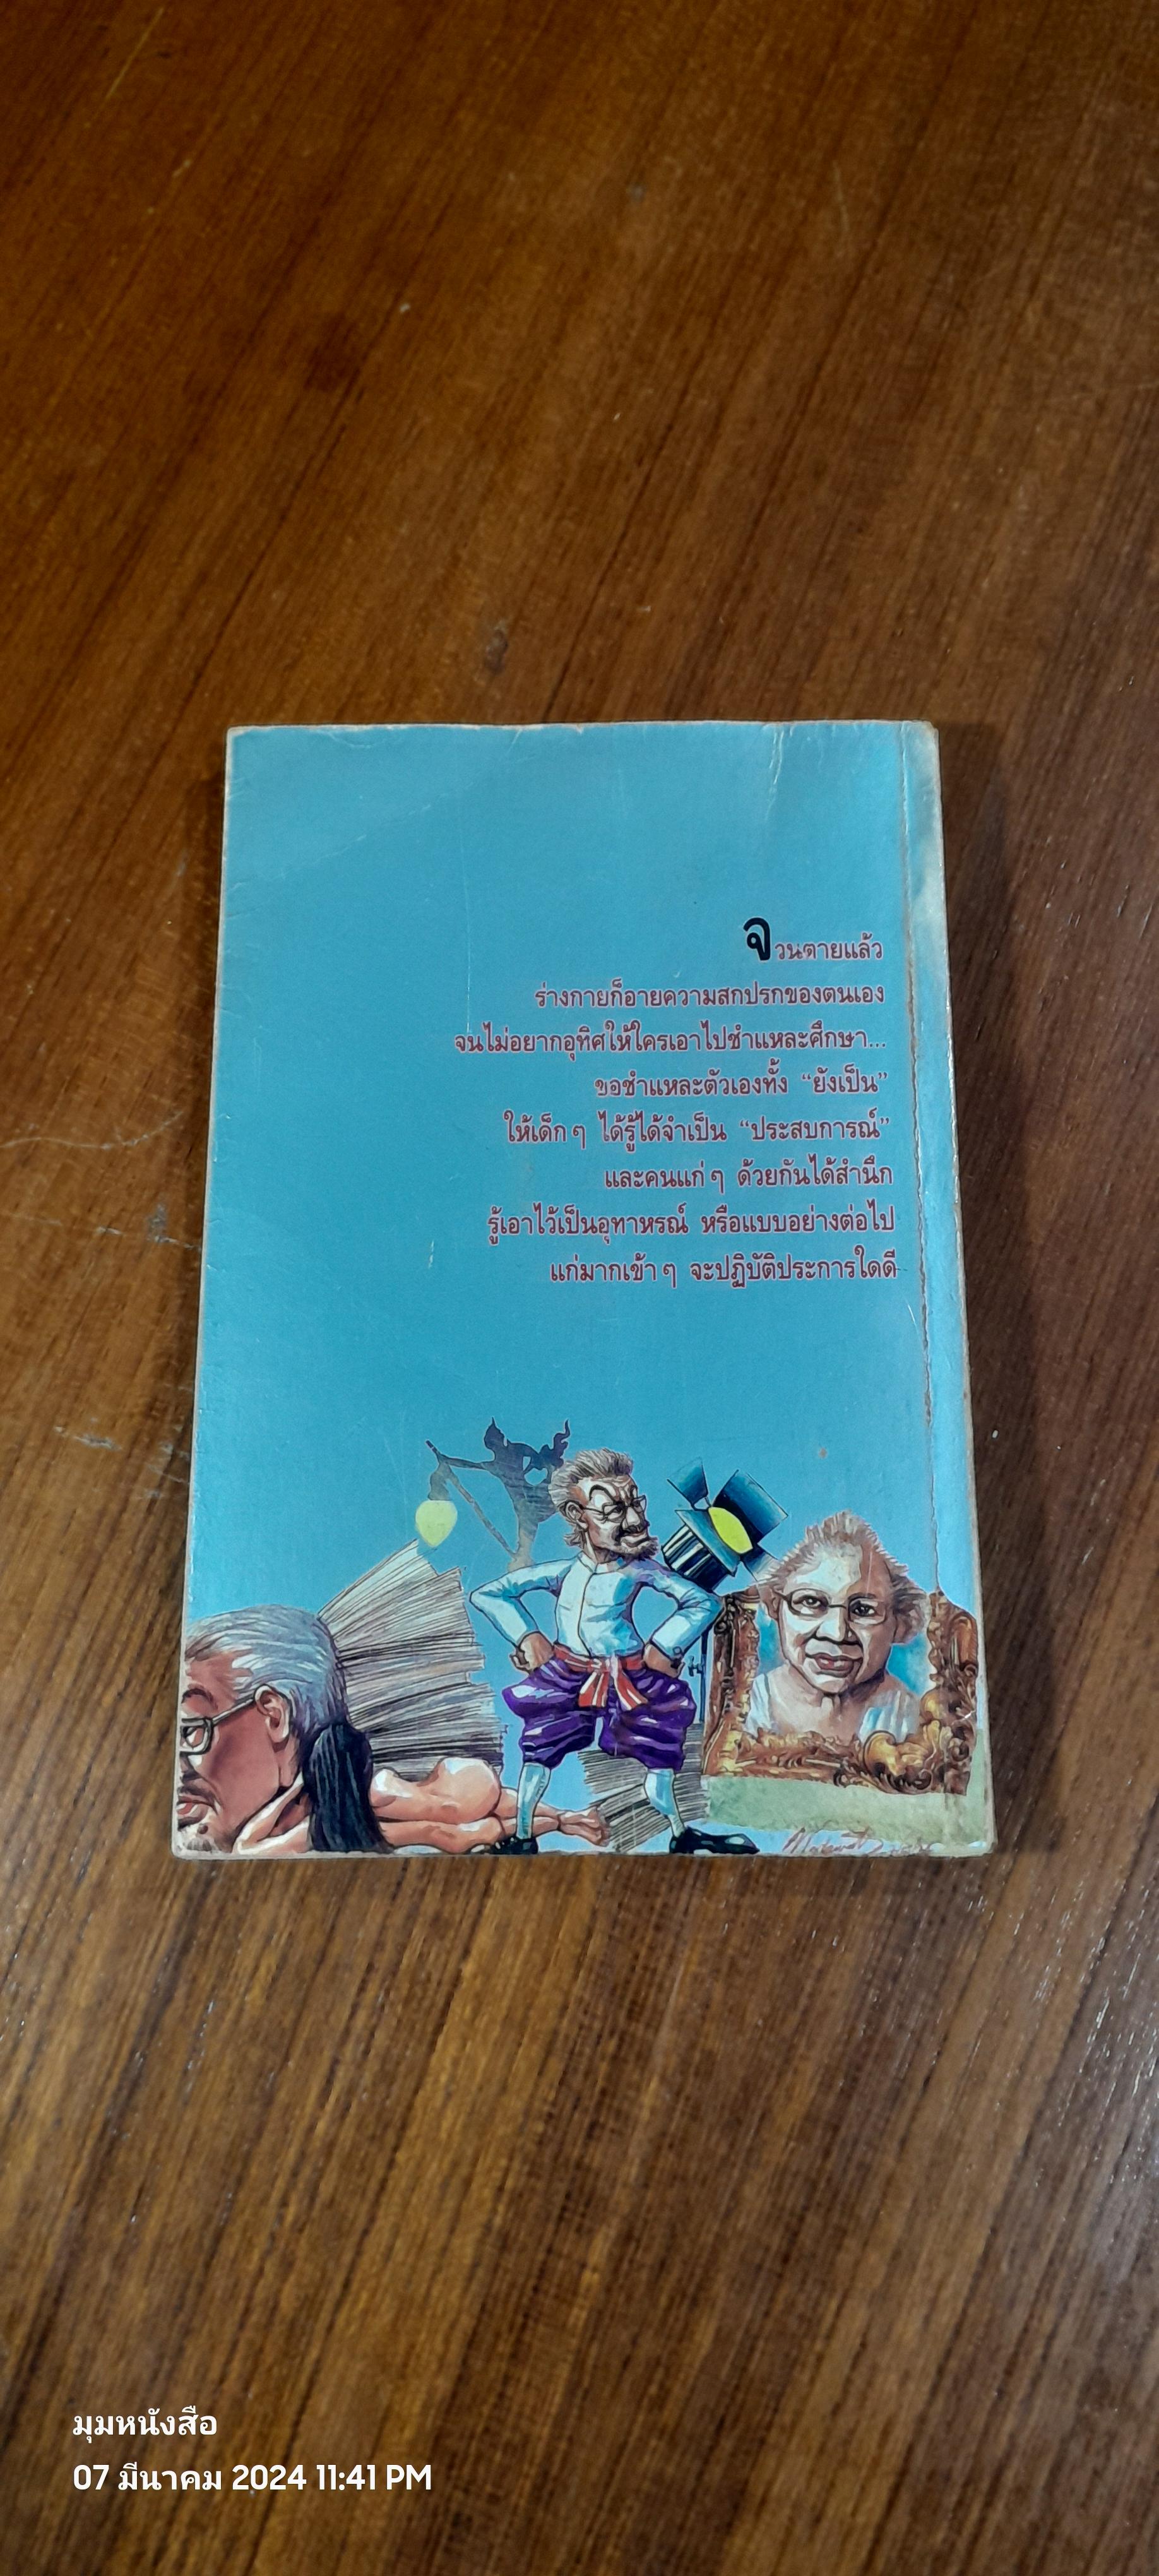 จวนตายแล้ว
ร่างกายก็อายความสกปรกของตนเอง
จนไม่อยากอุทิศให้ใครเอาไปชำแหละศึกษา...
ขอชำแหละตัวเองทั้ง “ยังเป็น”
ให้เด็กๆ ได้รู้ได้จำเป็น “ประสบการณ์”
และคนแก่ๆ ด้วยกันได้สำนึก
รู้เอาไว้เป็นอุทาหรณ์ หรือแบบอย่างต่อไป
แก่มากเข้าๆ จะปฏิบัติประการใดดี
มุมหนังสือ
07 มีนาคม 2024 11:41 PM